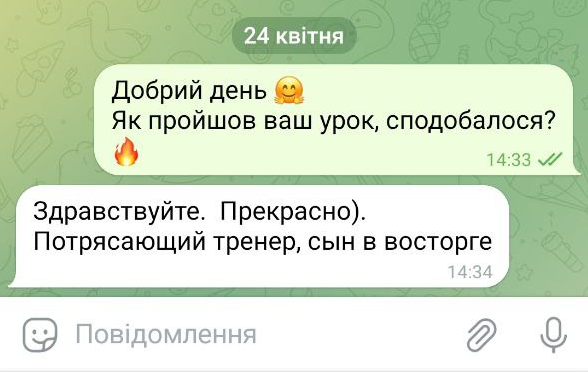 24 квітня
Добрий день 🤗
Як пройшов ваш урок, сподобалося?
🔥
14:33
Здравствуйте. Прекрасно).
Потрясающий тренер, сын в восторге
14:34
Повідомлення